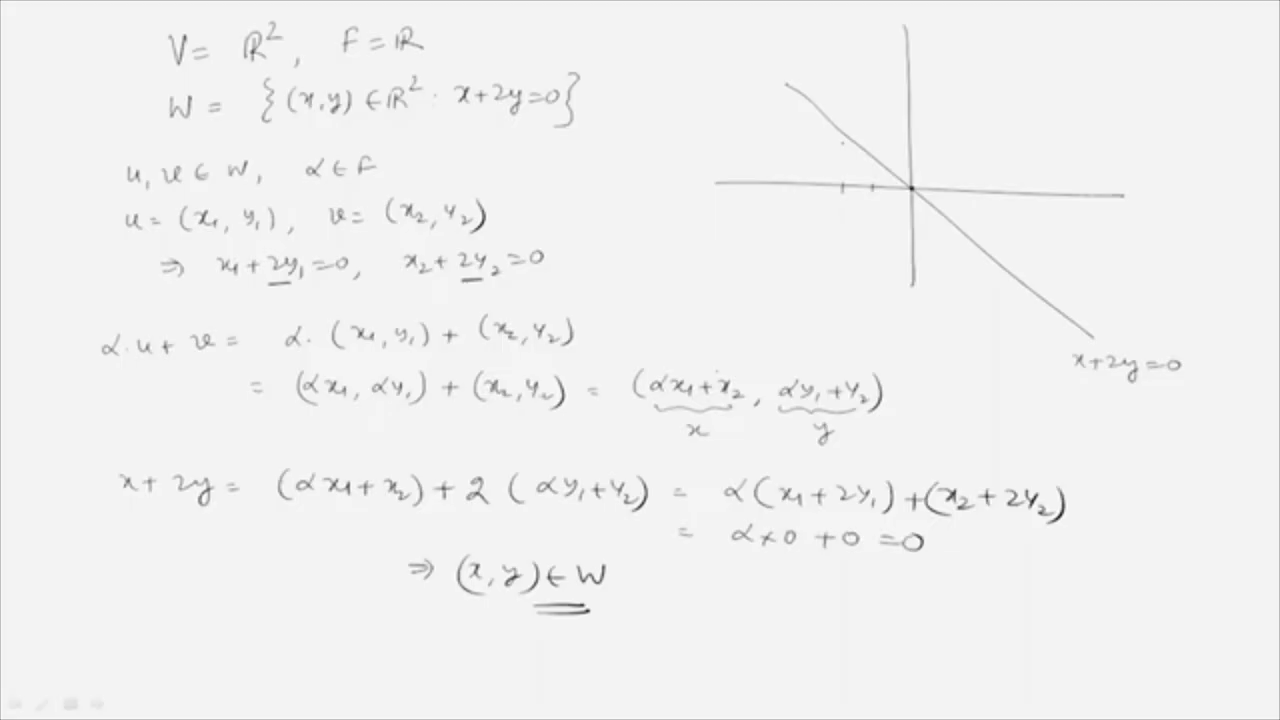 V = ℝ², F = ℝ
W = {(x,y) ∈ ℝ² : x+2y=0}
u, v ∈ W, α ∈ F
u = (x₁, y₁), v = (x₂, y₂)
⇒ x₁+2y₁=0, x₂+2y₂=0
α.u + v = α.(x₁, y₁) + (x₂, y₂)
= (αx₁, αy₁) + (x₂, y₂) = (αx₁+x₂, αy₁+y₂)
x y
x+2y=0
x+2y = (αx₁+x₂)+2(αy₁+y₂) = α(x₁+2y₁)+(x₂+2y₂)
= α×0 +0 =0
⇒ (x,y) ∈ W